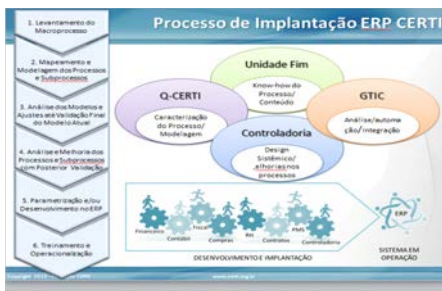 Processo de Implantação ERP CERTI
1. Levantamento do
Macroprocesso
2. Mapeamento e
Modelagem dos Processos
e Subprocessos
3. Análise dos Modelos e
Ajustes até Validação Final
do Modelo Atual
4. Análise e Melhoria dos
Processos e Subprocessos
com Posterior Validação
5. Parametrização e/ou
Desenvolvimento no ERP
6. Treinamento e
Operacionalização
Unidade Fim
Know-how do
Processo/
Conteúdo
Q-CERTI
Caracterização
do Processo/
Modelagem
GTIC
Análise/automa
ção/Integração
Controladoria
Design
Sistêmico/
.elhorias nos
processos
Financeiro
Contábil
Fiscal
Compras
RH
Contratos
PMS
Controladoria
ERP
DESENVOLVIMENTO E IMPLANTAÇÃO
SISTEMA EM
OPERAÇÃO